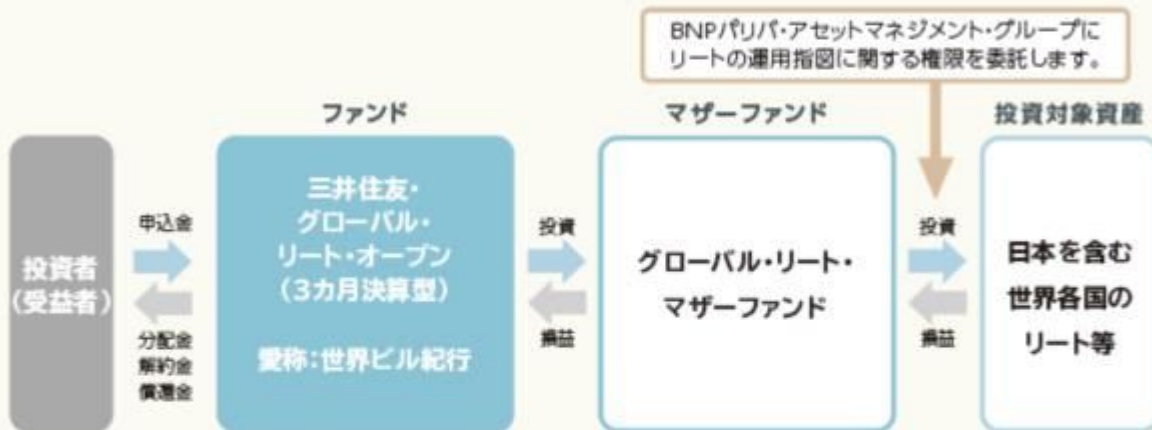 BNPパリバ・アセットマネジメント・グループに
リートの運用指図に関する権限を委託します。
ファンド
マザーファンド
投資対象資産
投資者
(受益者)
申込金
分配金
解約金
償還金
三井住友・
グローバル・
リート・オープン
(3カ月決算型)
愛称:世界ビル紀行
投資
損益
グローバル・リート・
マザーファンド
投資
損益
日本を含む
世界各国の
リート等